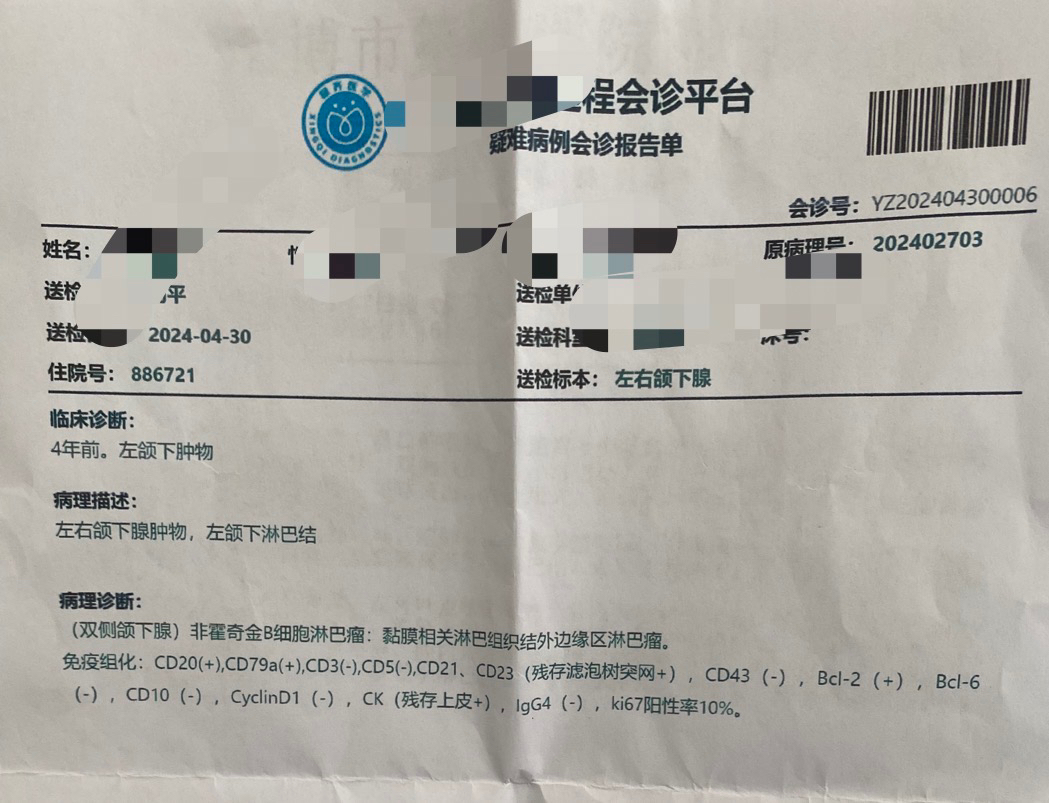 XINGQI DIAGNOSTICS
程会诊平台
疑难病例会诊报告单
会诊号：YZ202404300006
姓名：
原病理号：202402703
送检 平
送检单
送检 2024-04-30
送检科室
床号：
住院号：886721
送检标本：左右颌下腺
临床诊断：
4年前。左颌下肿物
病理描述：
左右颌下腺肿物，左颌下淋巴结
病理诊断：
（双侧颌下腺）非霍奇金B细胞淋巴瘤：黏膜相关淋巴组织结外边缘区淋巴瘤。
免疫组化：CD20(+),CD79a(+),CD3(-),CD5(-),CD21、CD23（残存滤泡树突网+），CD43（-），Bcl-2（+），Bcl-6
（-），CD10（-），CyclinD1（-），CK（残存上皮+），IgG4（-），ki67阳性率10%。